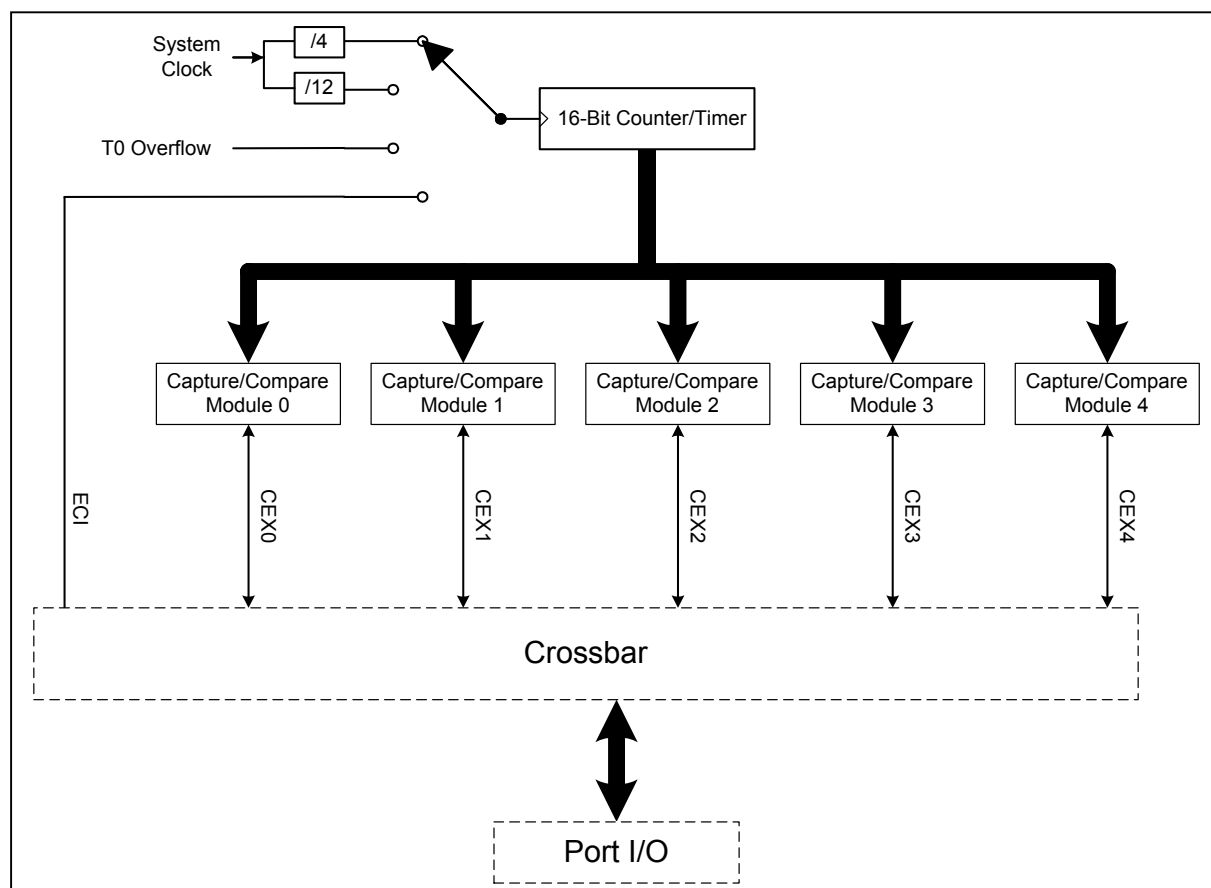 System
Clock
/4
/12
16-Bit Counter/Timer
T0 Overflow
Capture/Compare
Module 0
Capture/Compare
Module 1
Capture/Compare
Module 2
Capture/Compare
Module 3
Capture/Compare
Module 4
ECI
CEX0
CEX1
CEX2
CEX3
CEX4
Crossbar
Port I/O